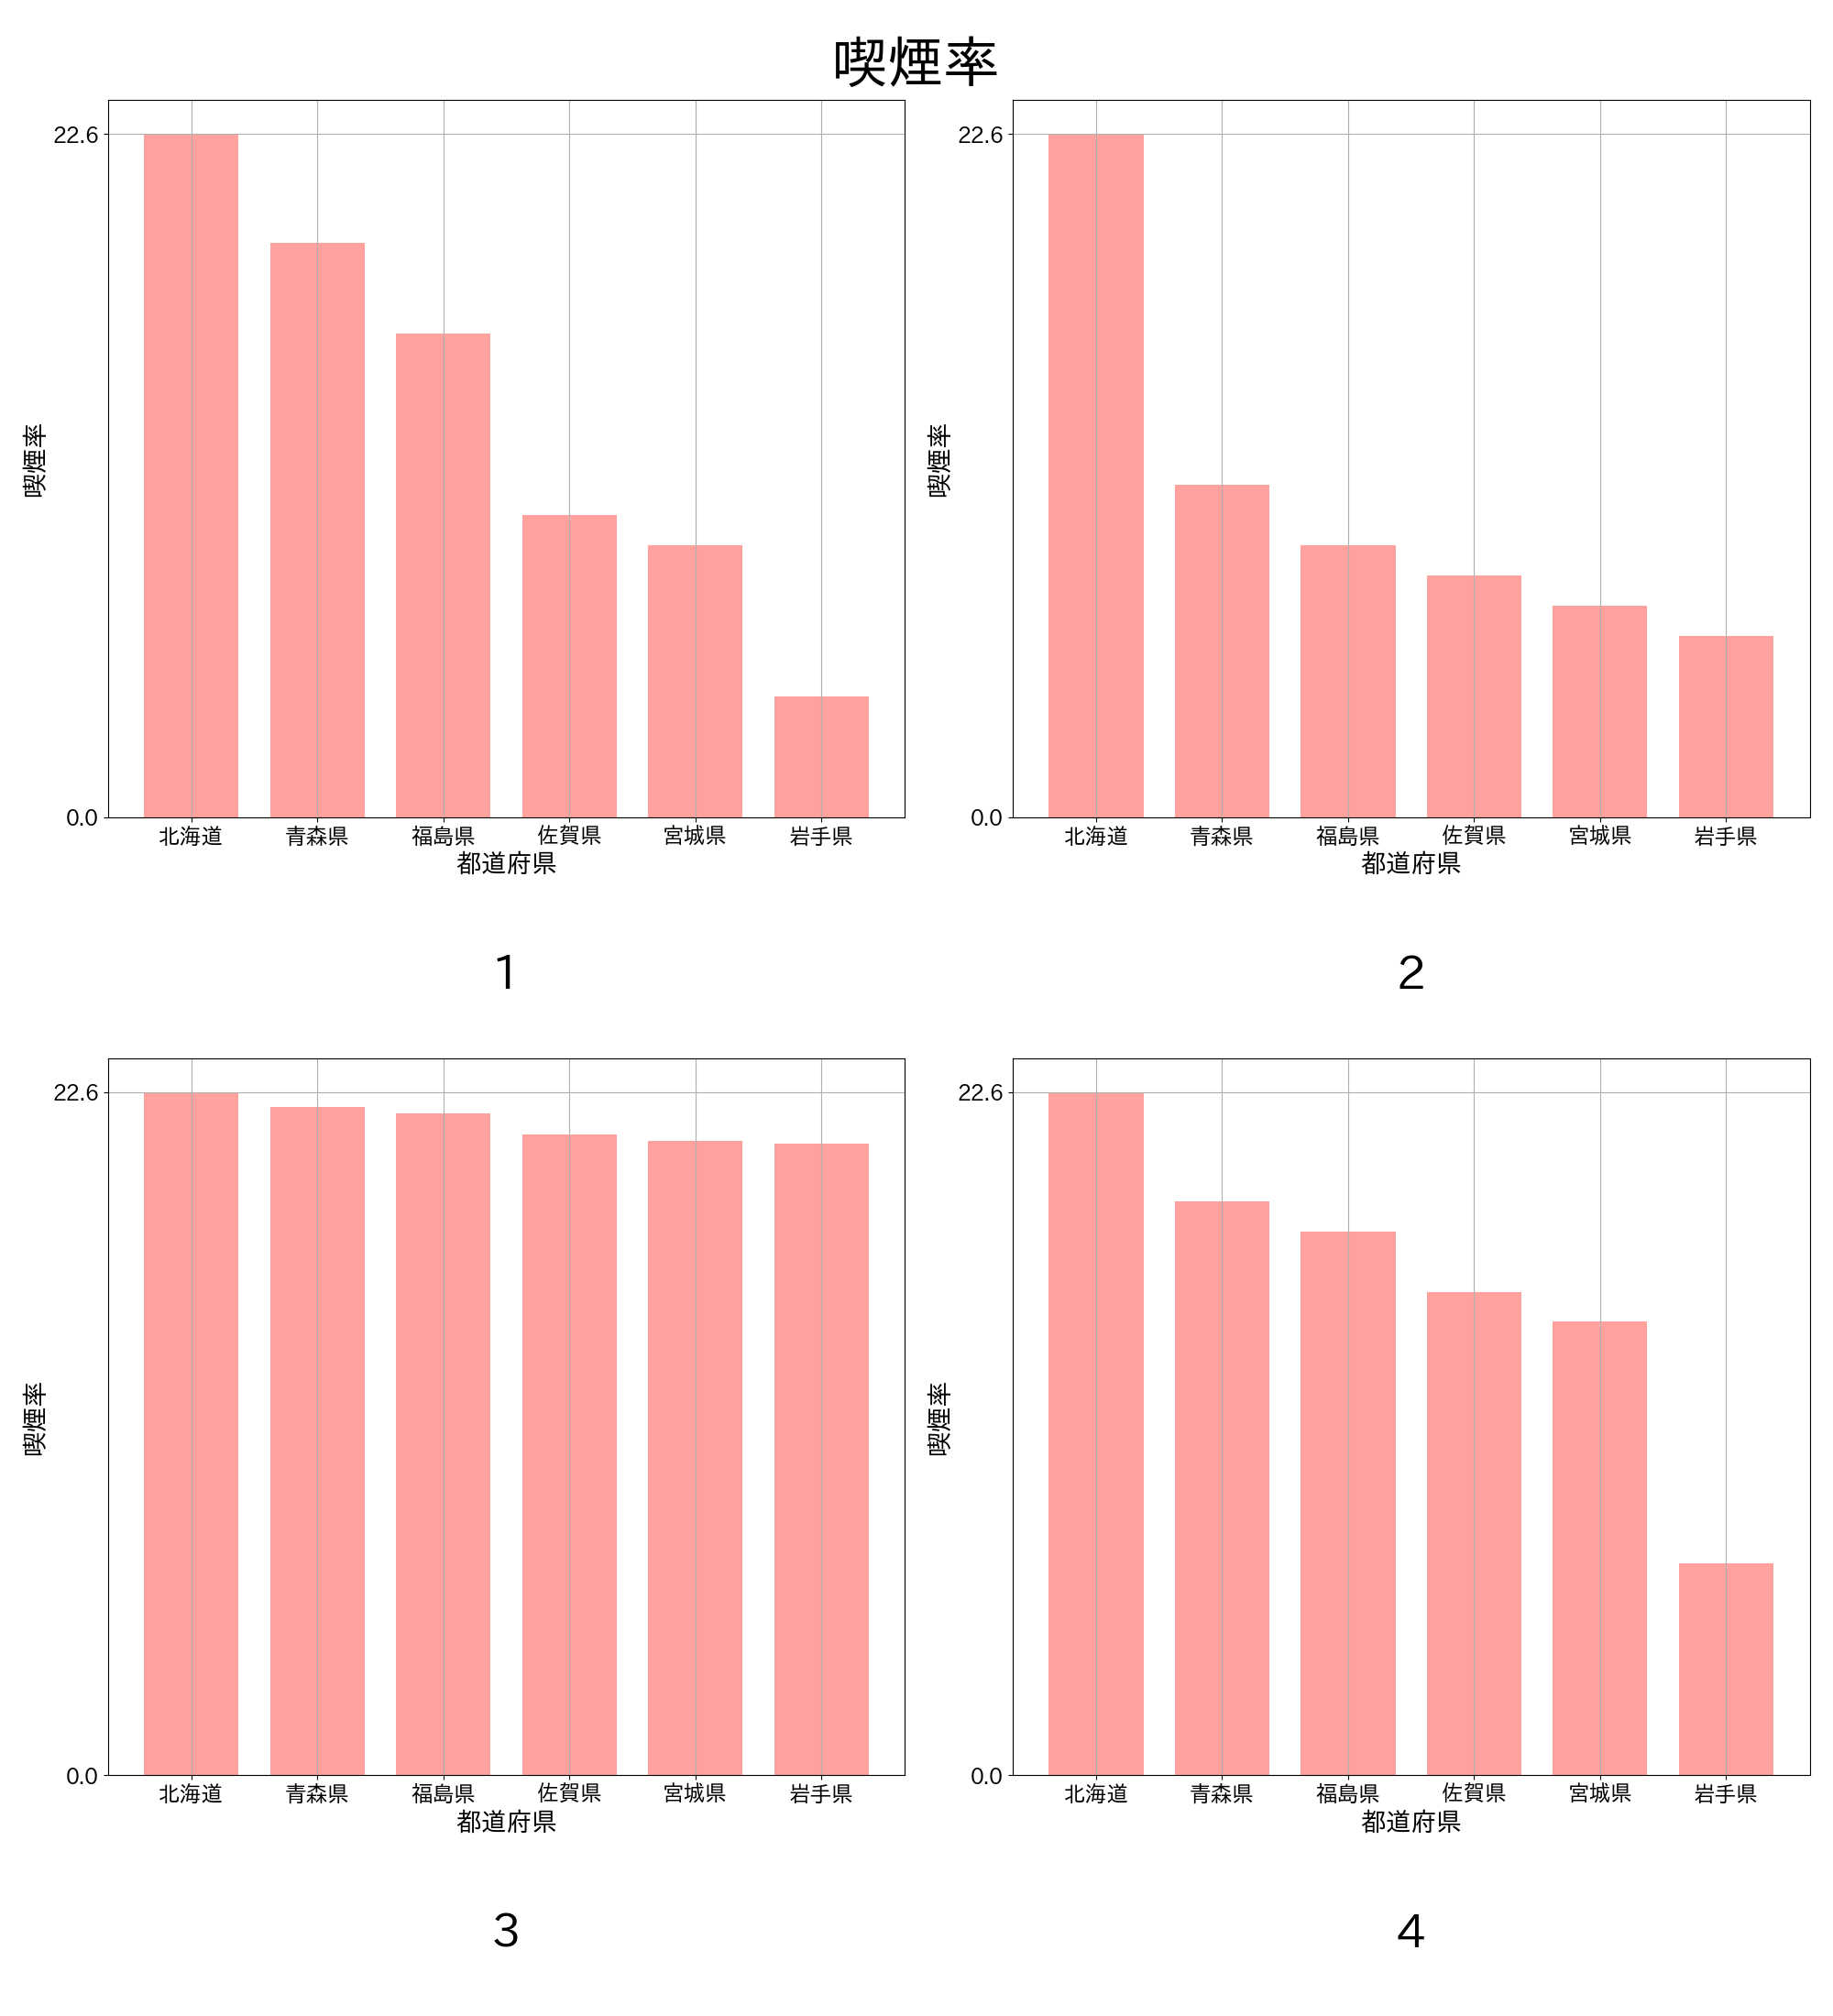 喫煙率
22.6
喫煙率
0.0
北海道 青森県 福島県 佐賀県 宮城県 岩手県
都道府県
1
22.6
喫煙率
0.0
北海道 青森県 福島県 佐賀県 宮城県 岩手県
都道府県
2
22.6
喫煙率
0.0
北海道 青森県 福島県 佐賀県 宮城県 岩手県
都道府県
3
22.6
喫煙率
0.0
北海道 青森県 福島県 佐賀県 宮城県 岩手県
都道府県
4